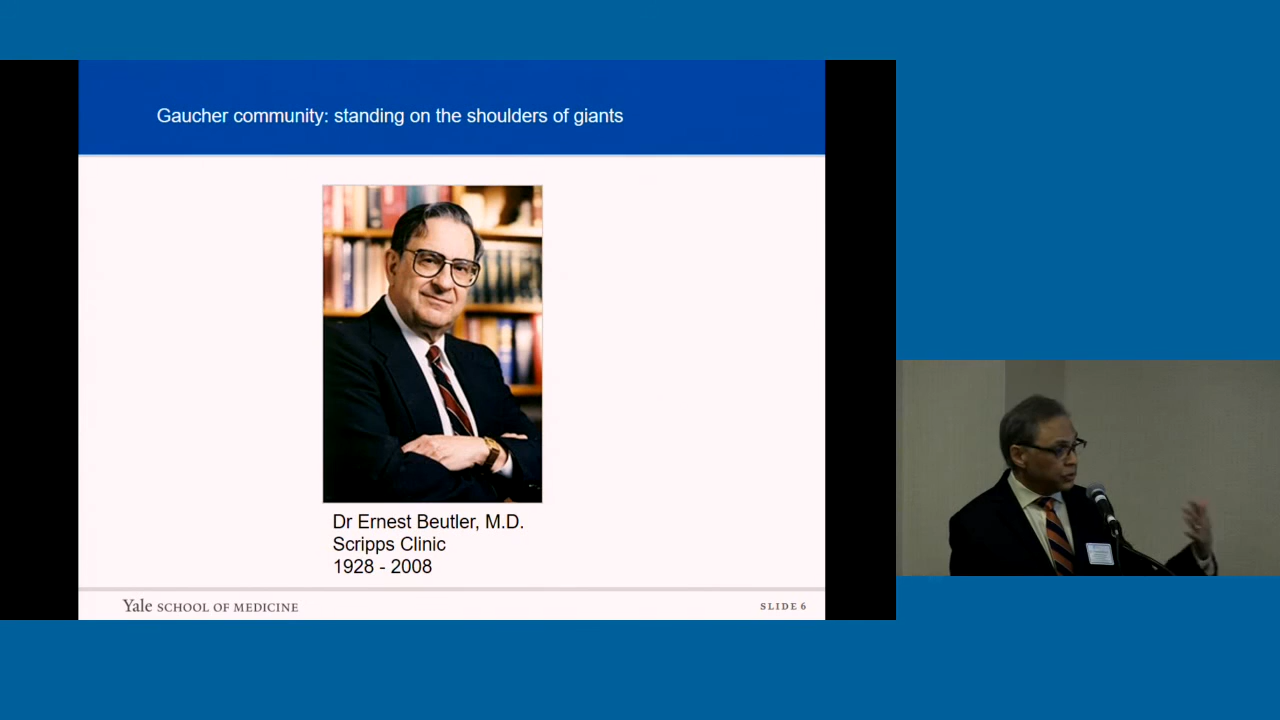 Gaucher community: standing on the shoulders of giants
Dr Ernest Beutler, M.D.
Scripps Clinic
1928 - 2008
Yale SCHOOL OF MEDICINE
SLIDE 6